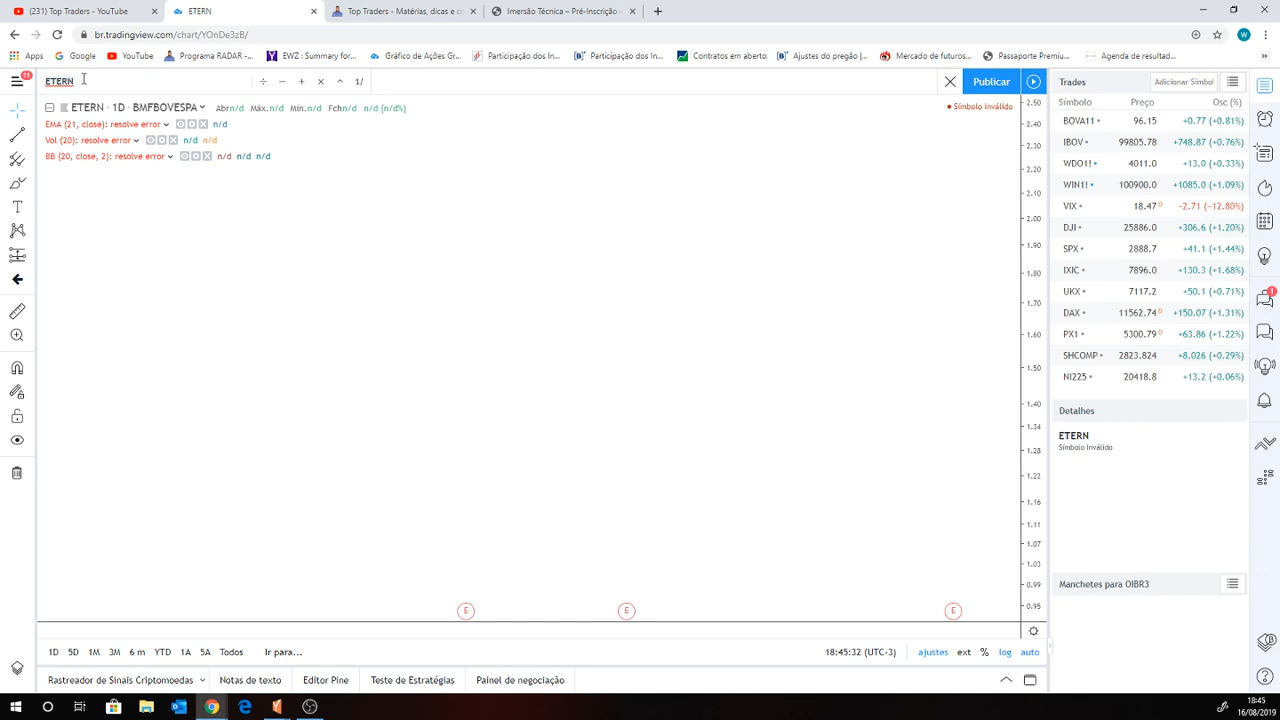 (231) Top Traders - YouTube
ETERN
Top Traders - Matérias, dicas e co
Imersão Técnica – Pré-Inscrição –
br.tradingview.com/chart/YOnDe3zB/
Apps
Google
YouTube
Programa RADAR -...
EWZ : Summary for...
Gráfico de Ações Gr...
Participação dos In...
Participação dos In...
Contratos em aberto
Ajustes do pregão |...
Mercado de futuros...
Passaporte Premiu...
Agenda de resultad...
»
11
ETERN
÷ − + × ^ 1/
Publicar
Trades
Adicionar Símbol
ETERN · 1D · BMFBOVESPA
Abrn/d Máx.n/d Mín.n/d Fchn/d n/d (n/d%)
Símbolo inválido
EMA (21, close): resolve error n/d
Vol (20): resolve error n/d n/d
BB (20, close, 2): resolve error n/d n/d n/d
2.50
2.40
2.30
2.20
2.10
2.00
1.90
1.80
1.70
1.60
1.50
1.40
1.34
1.28
1.22
1.16
1.11
1.07
1.03
0.99
0.95
Símbolo Preço Osc (%)
BOVA11 96.15 +0.77 (+0.81%)
IBOV 99805.78 +748.87 (+0.76%)
WDO1! 4011.0 +13.0 (+0.33%)
WIN1! 100900.0 +1085.0 (+1.09%)
VIX 18.47 D −2.71 (−12.80%)
DJI 25886.0 +306.6 (+1.20%)
SPX 2888.7 +41.1 (+1.44%)
IXIC 7896.0 +130.3 (+1.68%)
UKX 7117.2 +50.1 (+0.71%)
DAX 11562.74 D +150.07 (+1.31%)
PX1 5300.79 D +63.86 (+1.22%)
SHCOMP 2823.824 +8.026 (+0.29%)
NI225 20418.8 +13.2 (+0.06%)
Detalhes
ETERN
Símbolo Inválido
Manchetes para OIBR3
1
E E E
1D 5D 1M 3M 6 m YTD 1A 5A Todos Ir para...
18:45:32 (UTC-3) ajustes ext % log auto
Rastreador de Sinais Criptomoedas Notas de texto Editor Pine Teste de Estratégias Painel de negociação
18:45
16/08/2019